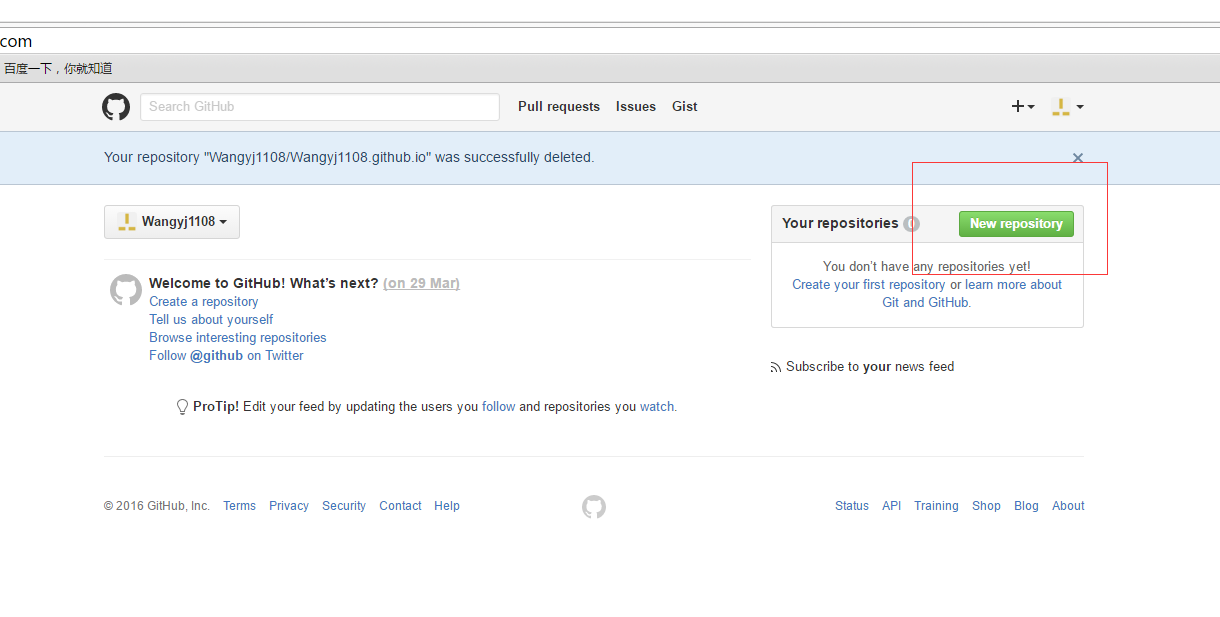 com
百度一下，你就知道
Search GitHub Pull requests Issues Gist
Your repository "Wangyj1108/Wangyj1108.github.io" was successfully deleted.
Wangyj1108
Your repositories 0 New repository
You don't have any repositories yet!
Create your first repository or learn more about
Git and GitHub.
Welcome to GitHub! What's next? (on 29 Mar)
Create a repository
Tell us about yourself
Browse interesting repositories
Follow @github on Twitter
Subscribe to your news feed
ProTip! Edit your feed by updating the users you follow and repositories you watch.
© 2016 GitHub, Inc. Terms Privacy Security Contact Help
Status API Training Shop Blog About